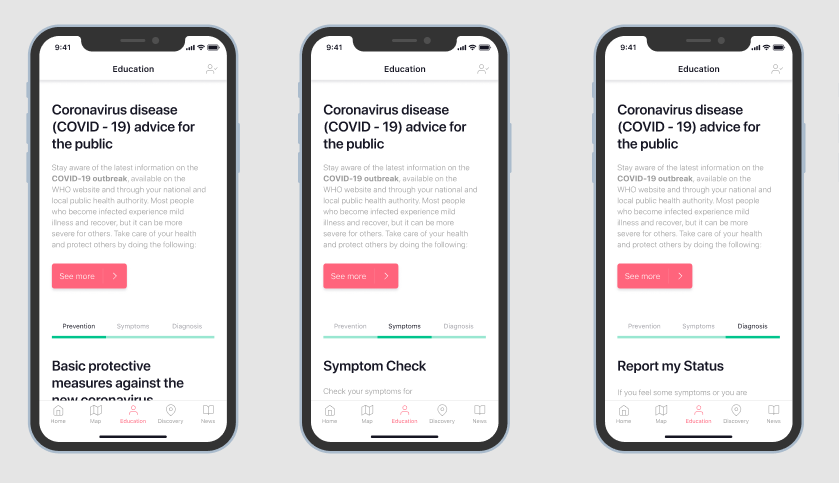 9:41
Education
Coronavirus disease
(COVID - 19) advice for
the public
Stay aware of the latest information on the
COVID-19 outbreak, available on the
WHO website and through your national and
local public health authority. Most people
who become infected experience mild
illness and recover, but it can be more
severe for others. Take care of your health
and protect others by doing the following:
See more
Prevention Symptoms Diagnosis
Basic protective
measures against the
new coronavirus
Home Map Education Discovery News
9:41
Education
Coronavirus disease
(COVID - 19) advice for
the public
Stay aware of the latest information on the
COVID-19 outbreak, available on the
WHO website and through your national and
local public health authority. Most people
who become infected experience mild
illness and recover, but it can be more
severe for others. Take care of your health
and protect others by doing the following:
See more
Prevention Symptoms Diagnosis
Symptom Check
Check your symptoms for
Home Map Education Discovery News
9:41
Education
Coronavirus disease
(COVID - 19) advice for
the public
Stay aware of the latest information on the
COVID-19 outbreak, available on the
WHO website and through your national and
local public health authority. Most people
who become infected experience mild
illness and recover, but it can be more
severe for others. Take care of your health
and protect others by doing the following:
See more
Prevention Symptoms Diagnosis
Report my Status
If you feel some symptoms or you are
Home Map Education Discovery News